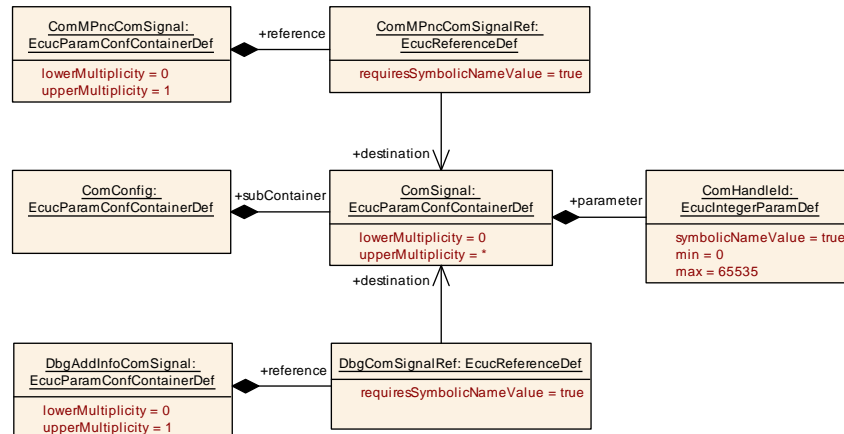 ComMPncComSignal:
EcucParamConfContainerDef
lowerMultiplicity = 0
upperMultiplicity = 1
+reference
ComMPncComSignalRef:
EcucReferenceDef
requiresSymbolicNameValue = true
+destination
ComConfig:
EcucParamConfContainerDef
+subContainer
ComSignal:
EcucParamConfContainerDef
lowerMultiplicity = 0
upperMultiplicity = *
+parameter
ComHandleId:
EcucIntegerParamDef
symbolicNameValue = true
min = 0
max = 65535
+destination
DbgAddInfoComSignal:
EcucParamConfContainerDef
lowerMultiplicity = 0
upperMultiplicity = 1
+reference
DbgComSignalRef: EcucReferenceDef
requiresSymbolicNameValue = true